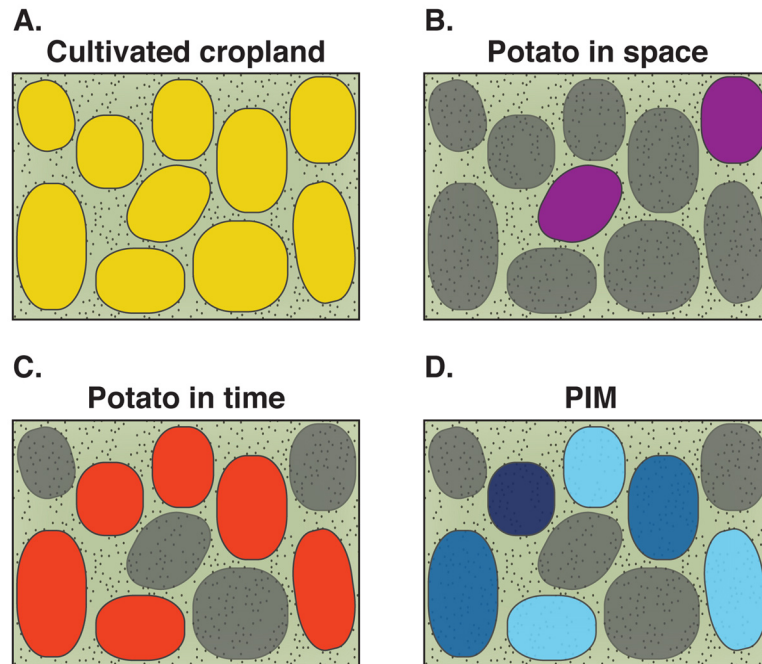 A.
Cultivated cropland
B.
Potato in space
C.
Potato in time
D.
PIM